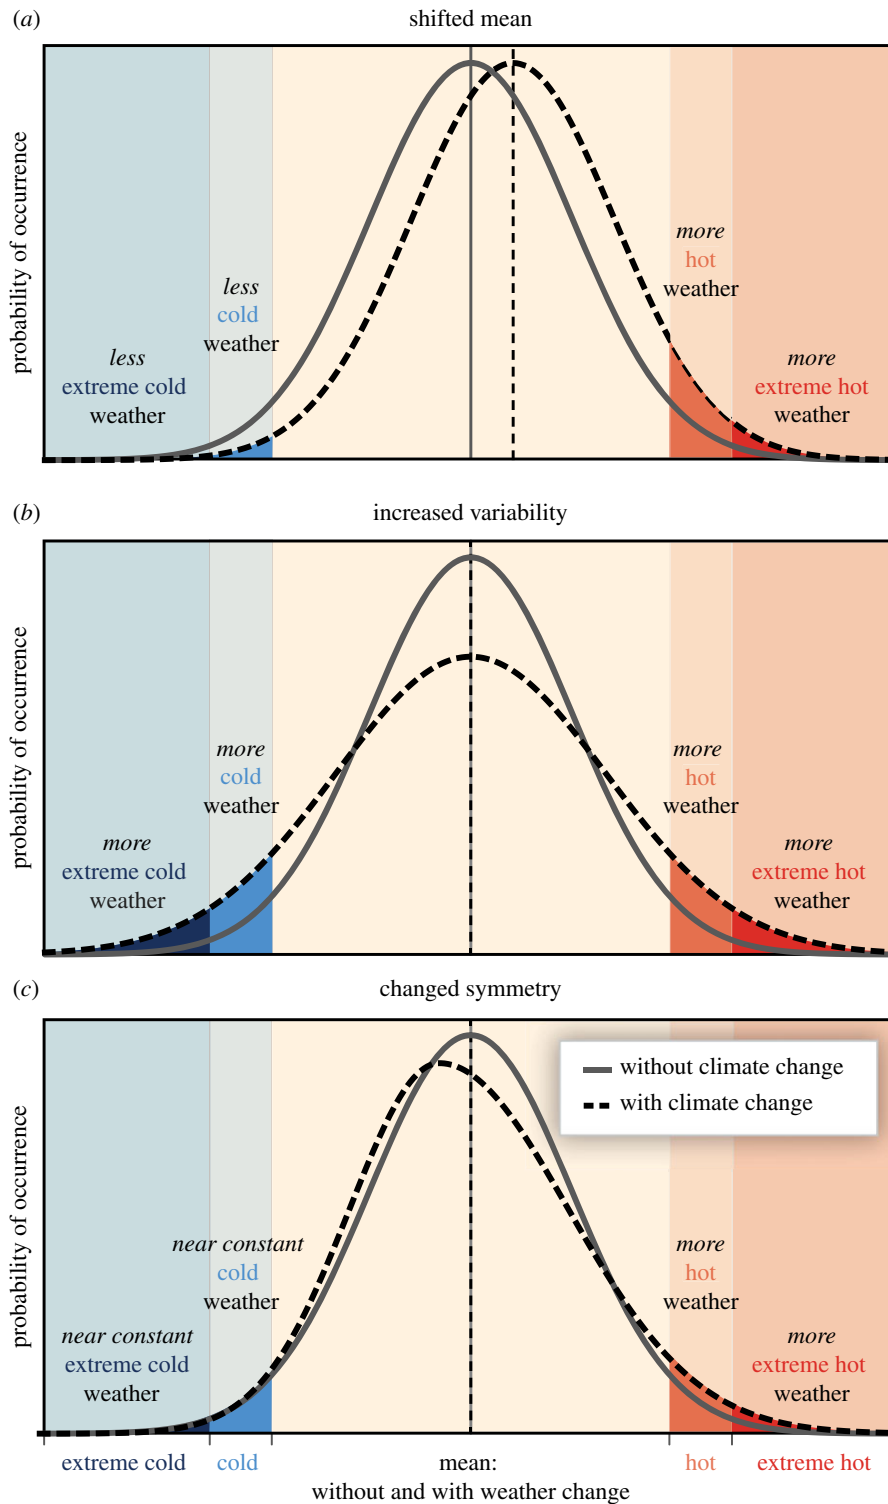 (a) shifted mean
probability of occurrence
less
cold
weather
less
extreme cold
weather
more
hot
weather
more
extreme hot
weather
(b) increased variability
probability of occurrence
more
cold
weather
more
extreme cold
weather
more
hot
weather
more
extreme hot
weather
(c) changed symmetry
probability of occurrence
without climate change
with climate change
near constant
cold
weather
near constant
extreme cold
weather
more
hot
weather
more
extreme hot
weather
extreme cold
cold
mean:
without and with weather change
hot
extreme hot